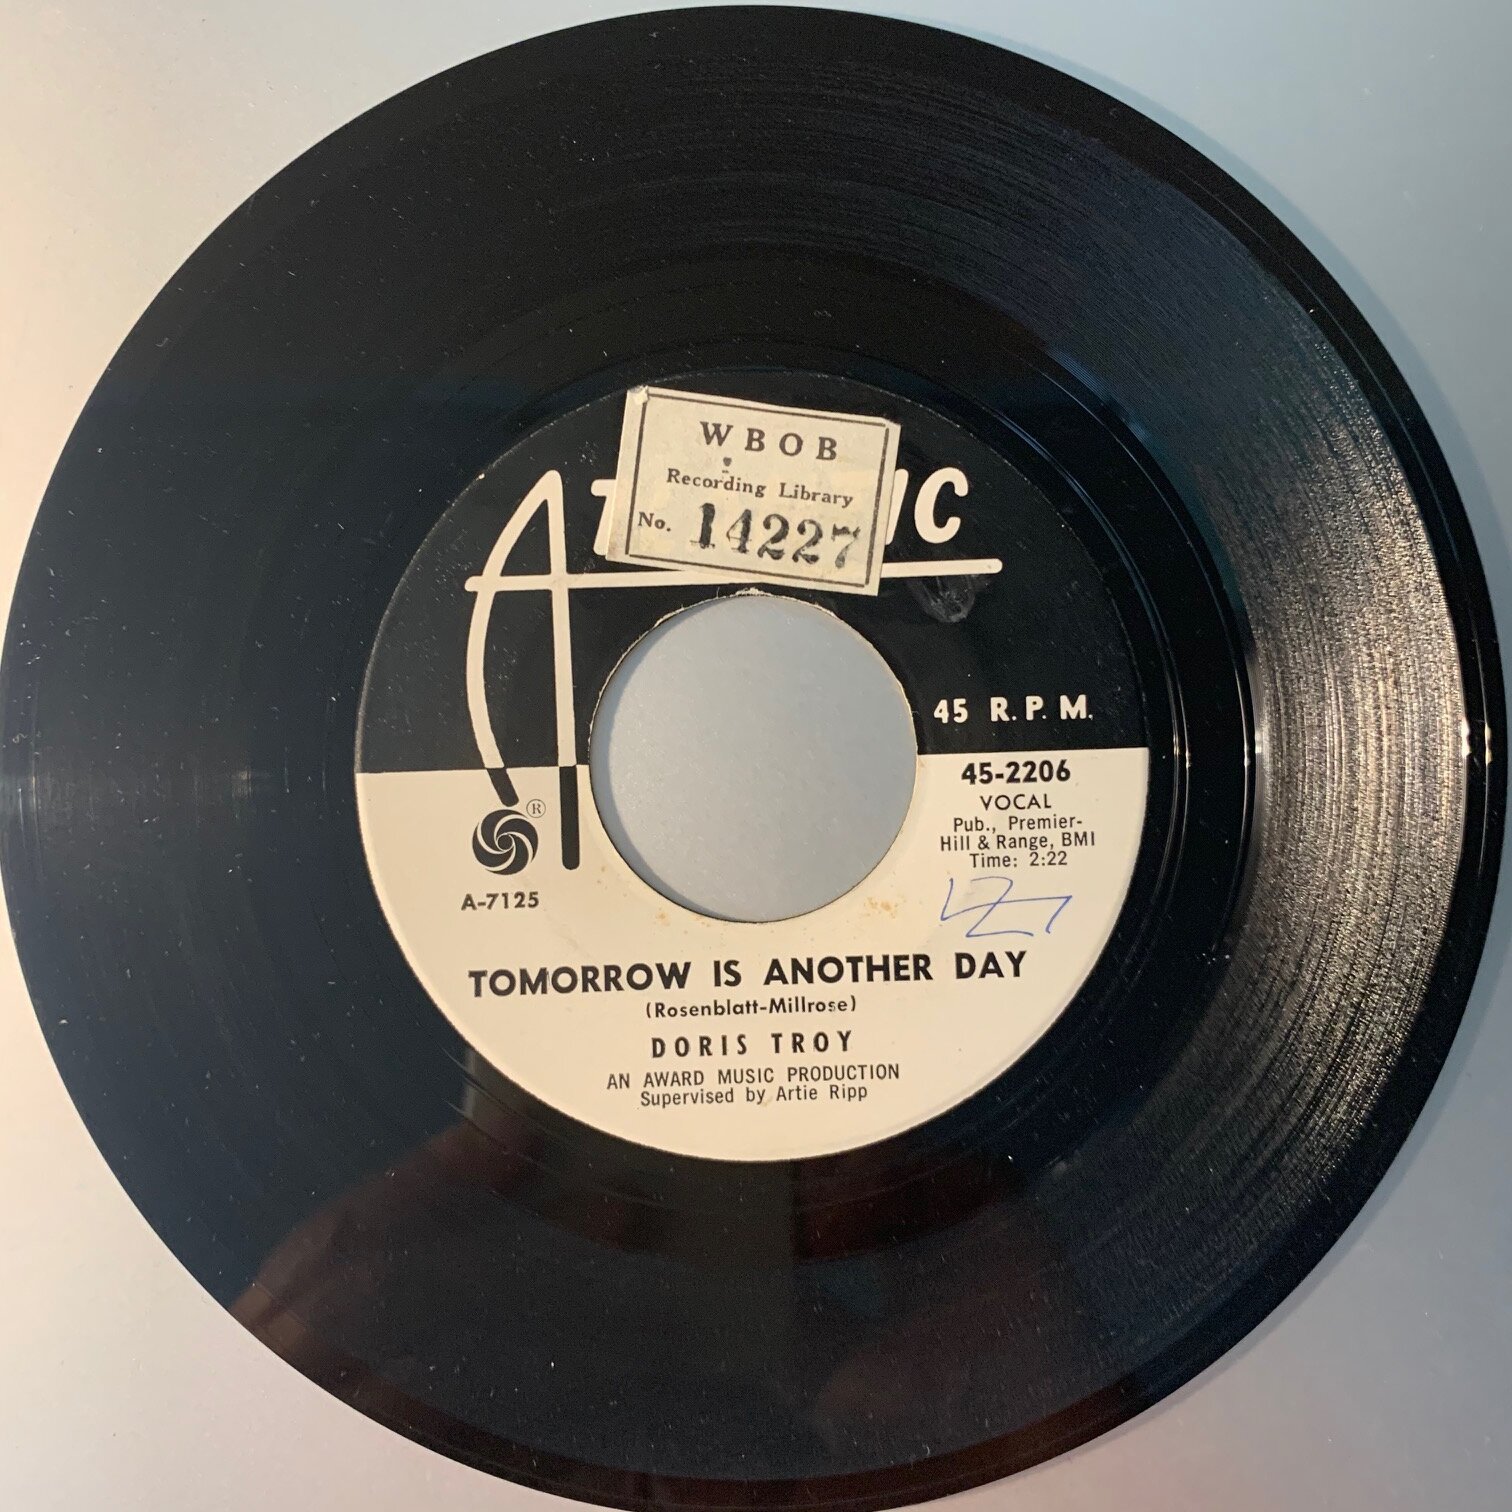 WBOB
Recording Library
No. 14227
45 R.P.M.
45-2206
VOCAL
Pub., Premier-
Hill & Range, BMI
Time: 2:22
®
A-7125
TOMORROW IS ANOTHER DAY
(Rosenblatt-Millrose)
DORIS TROY
AN AWARD MUSIC PRODUCTION
Supervised by Artie Ripp